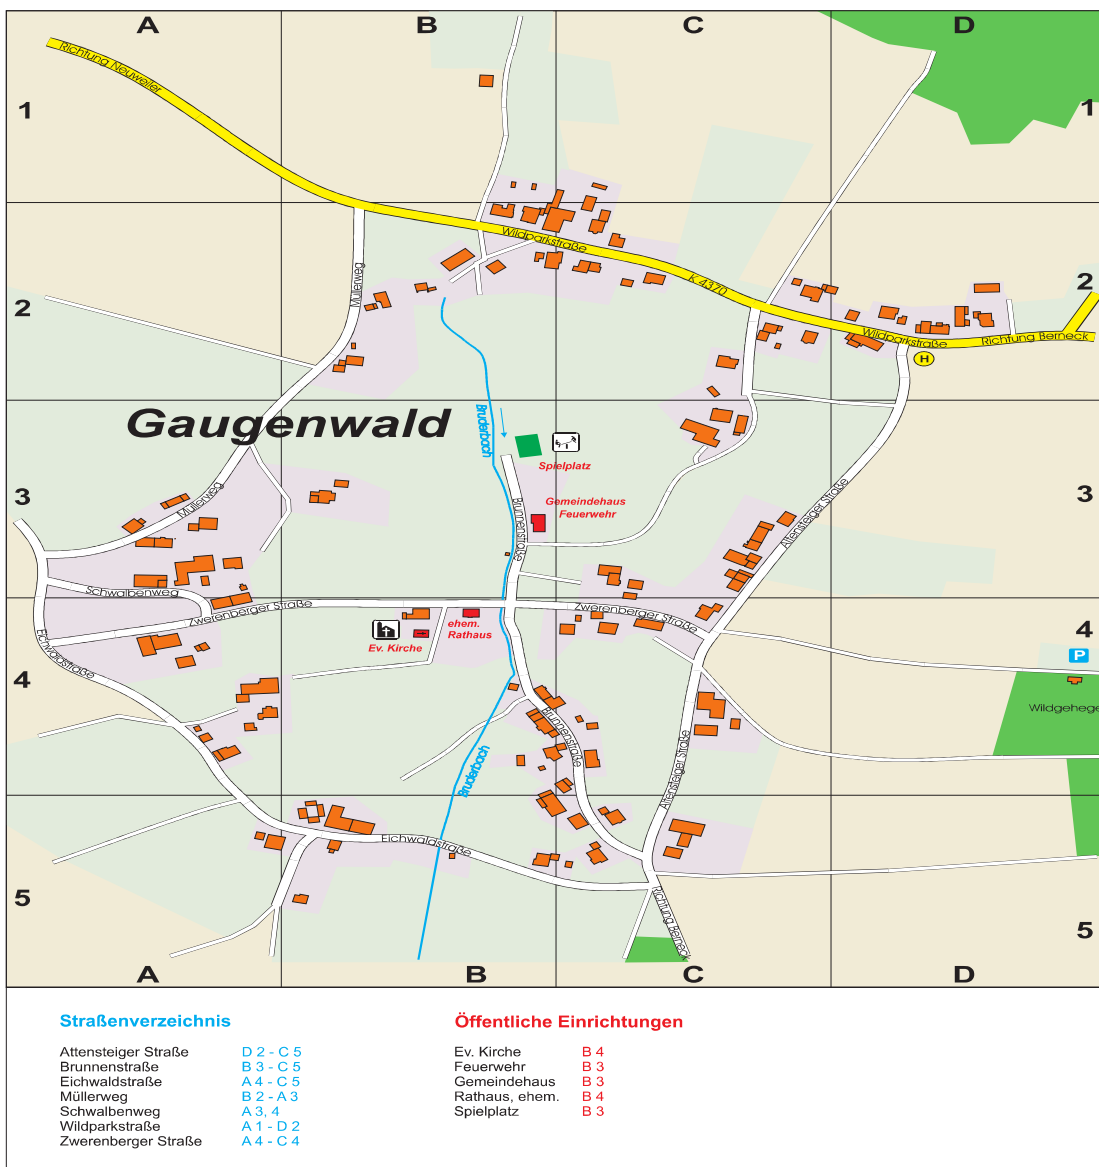 A B C D
Richtung Neuweiler
1 1
Wildparkstraße
Müllerweg
K 4370
2 2
Wildparkstraße
Richtung Berneck
H
Gaugenwald
Bruderbach
Spielplatz
3 3
Müllerweg
Gemeindehaus
Feuerwehr
Brunnenstraße
Altensteiger Straße
Schwalbenweg
Zwerenberger Straße
Zwerenberger Straße
ehem.
Rathaus
Ev. Kirche
4 4
P
Eichwaldstraße
Wildgehege
Brunnenstraße
Altensteiger Straße
Bruderbach
Eichwaldstraße
5 5
Richtung Berneck
A B C D
Straßenverzeichnis
Attensteiger Straße D 2 - C 5
Brunnenstraße B 3 - C 5
Eichwaldstraße A 4 - C 5
Müllerweg B 2 - A 3
Schwalbenweg A 3, 4
Wildparkstraße A 1 - D 2
Zwerenberger Straße A 4 - C 4
Öffentliche Einrichtungen
Ev. Kirche B 4
Feuerwehr B 3
Gemeindehaus B 3
Rathaus, ehem. B 4
Spielplatz B 3